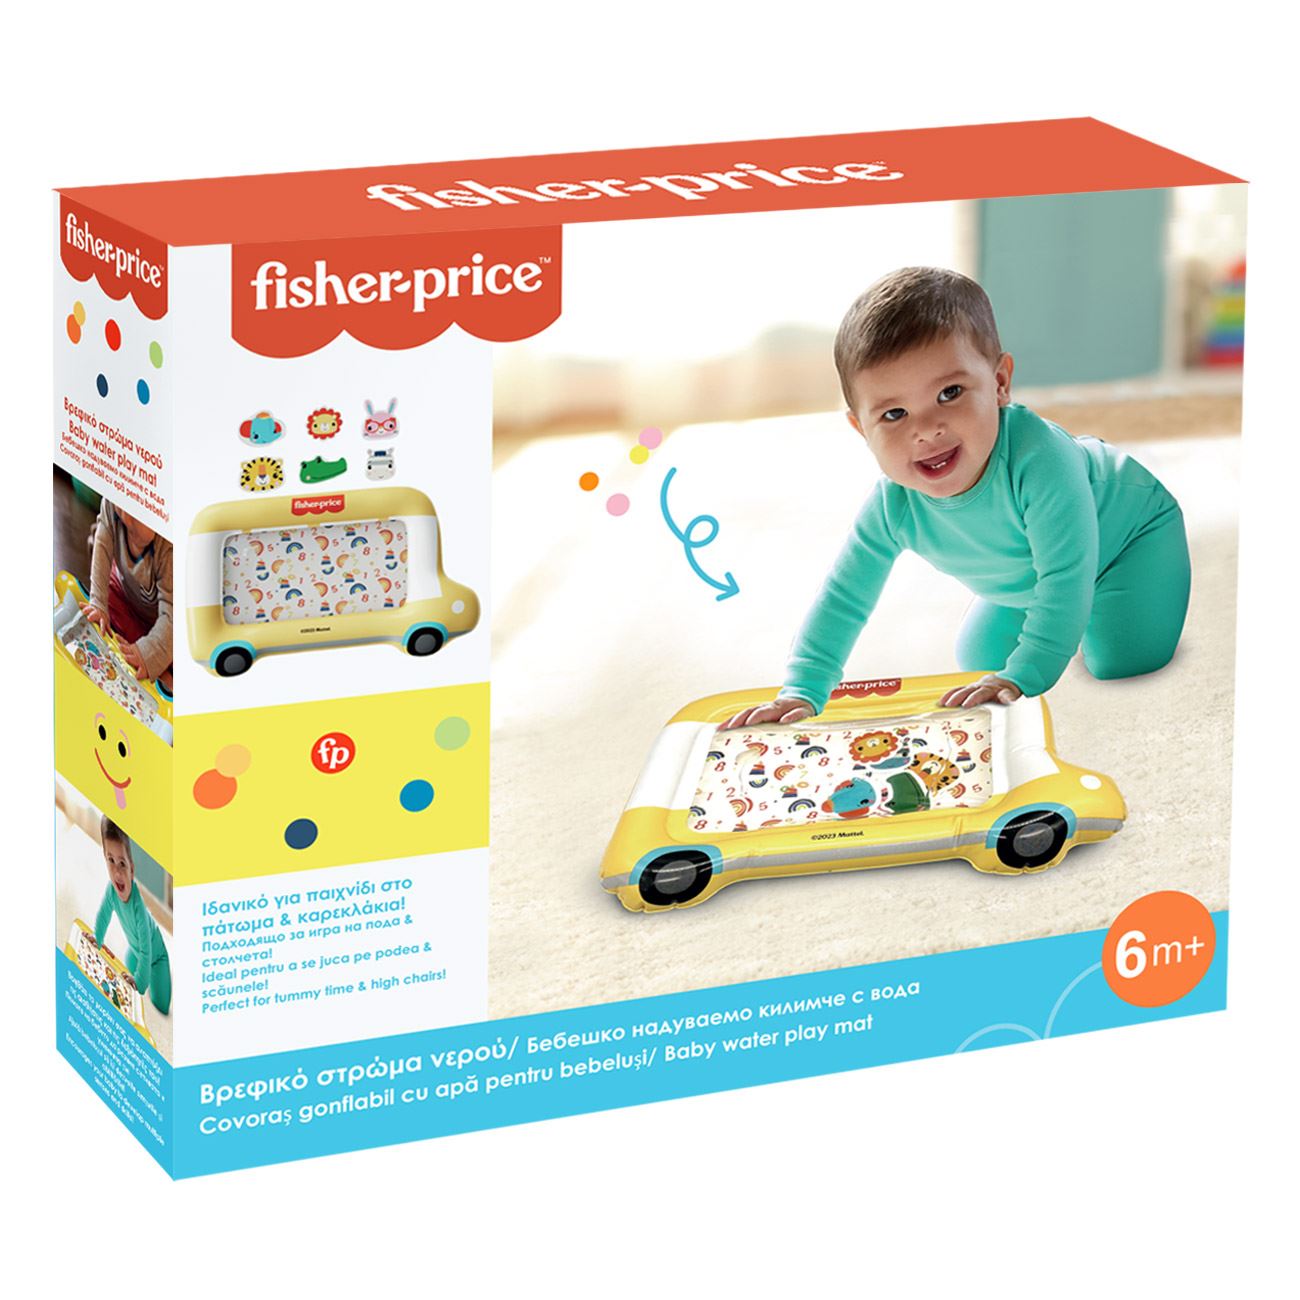 fisher-price™
fisher-price™
fisher-price
Βρεφικό στρώμα νερού
Baby water play mat
Бебешко надуваемо килимче с вода
Covoraș gonflabil cu apă pentru bebeluși
fisher-price
©2023 Mattel.
fp
Ιδανικό για παιχνίδι στο
πάτωμα & καρεκλάκια!
Подходящо за игра на пода &
столчета!
Ideal pentru a se juca pe podea &
scăunele!
Perfect for tummy time & high chairs!
fisher-price
©2023 Mattel.
6m+
Βρεφικό στρώμα νερού/ Бебешко надуваемо килимче с вода
Covoraș gonflabil cu apă pentru bebeluși/ Baby water play mat